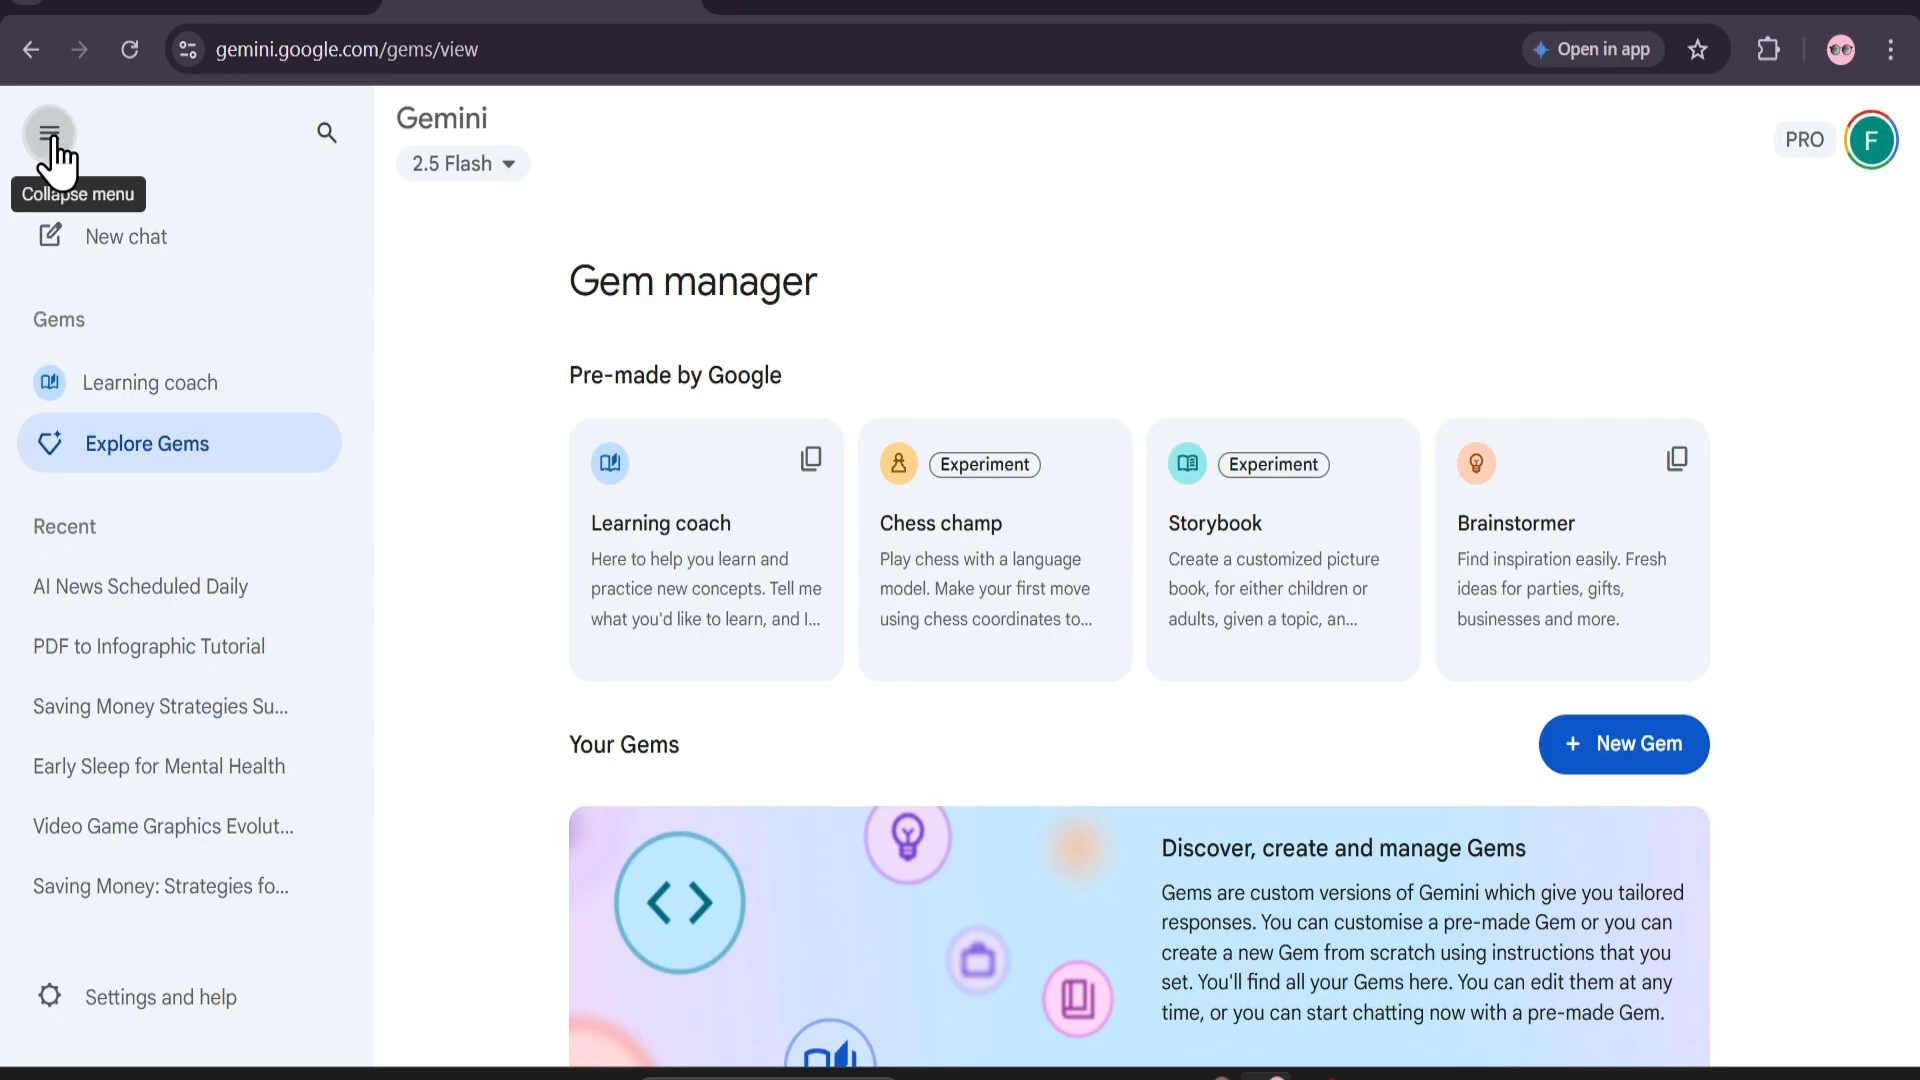 gemini.google.com/gems/view
Open in app
Gemini
2.5 Flash
PRO
F
Collapse menu
New chat
Gems
Learning coach
Explore Gems
Recent
AI News Scheduled Daily
PDF to Infographic Tutorial
Saving Money Strategies Su...
Early Sleep for Mental Health
Video Game Graphics Evolut...
Saving Money: Strategies fo...
Settings and help
Gem manager
Pre-made by Google
Learning coach
Here to help you learn and
practice new concepts. Tell me
what you'd like to learn, and I...
Experiment
Chess champ
Play chess with a language
model. Make your first move
using chess coordinates to...
Experiment
Storybook
Create a customized picture
book, for either children or
adults, given a topic, an...
Brainstormer
Find inspiration easily. Fresh
ideas for parties, gifts,
businesses and more.
Your Gems
+ New Gem
Discover, create and manage Gems
Gems are custom versions of Gemini which give you tailored
responses. You can customise a pre-made Gem or you can
create a new Gem from scratch using instructions that you
set. You'll find all your Gems here. You can edit them at any
time, or you can start chatting now with a pre-made Gem.